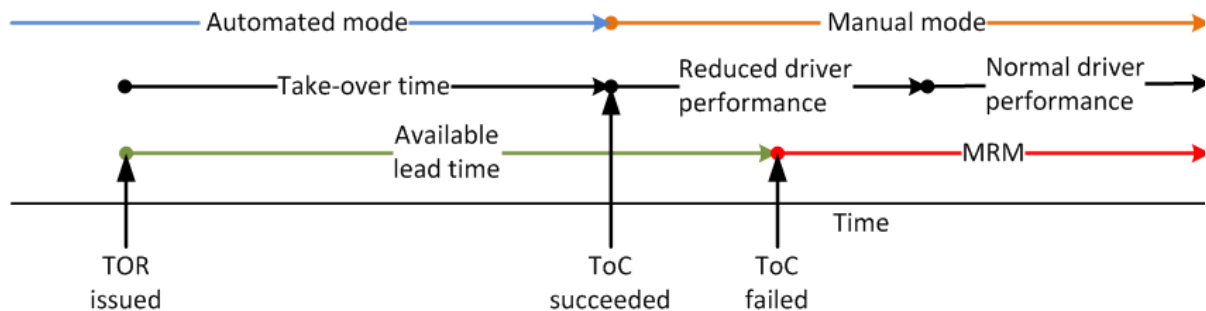 Automated mode
Manual mode
Take-over time
Reduced driver
performance
Normal driver
performance
Available
lead time
MRM
Time
TOR
issued
ToC
succeeded
ToC
failed